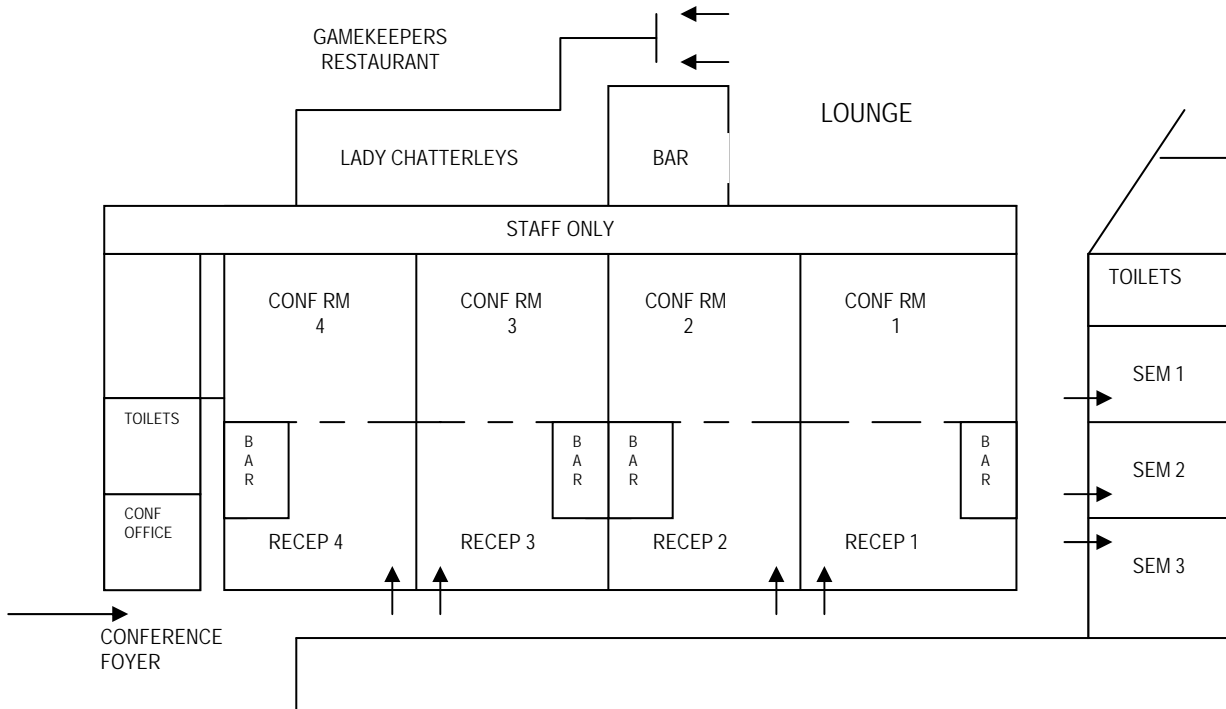 GAMEKEEPERS
RESTAURANT
LOUNGE
LADY CHATTERLEYS
BAR
STAFF ONLY
TOILETS
CONF RM
4
CONF RM
3
CONF RM
2
CONF RM
1
SEM 1
TOILETS
B
A
R
B
A
R
B
A
R
B
A
R
SEM 2
CONF
OFFICE
RECEP 4
RECEP 3
RECEP 2
RECEP 1
SEM 3
CONFERENCE
FOYER